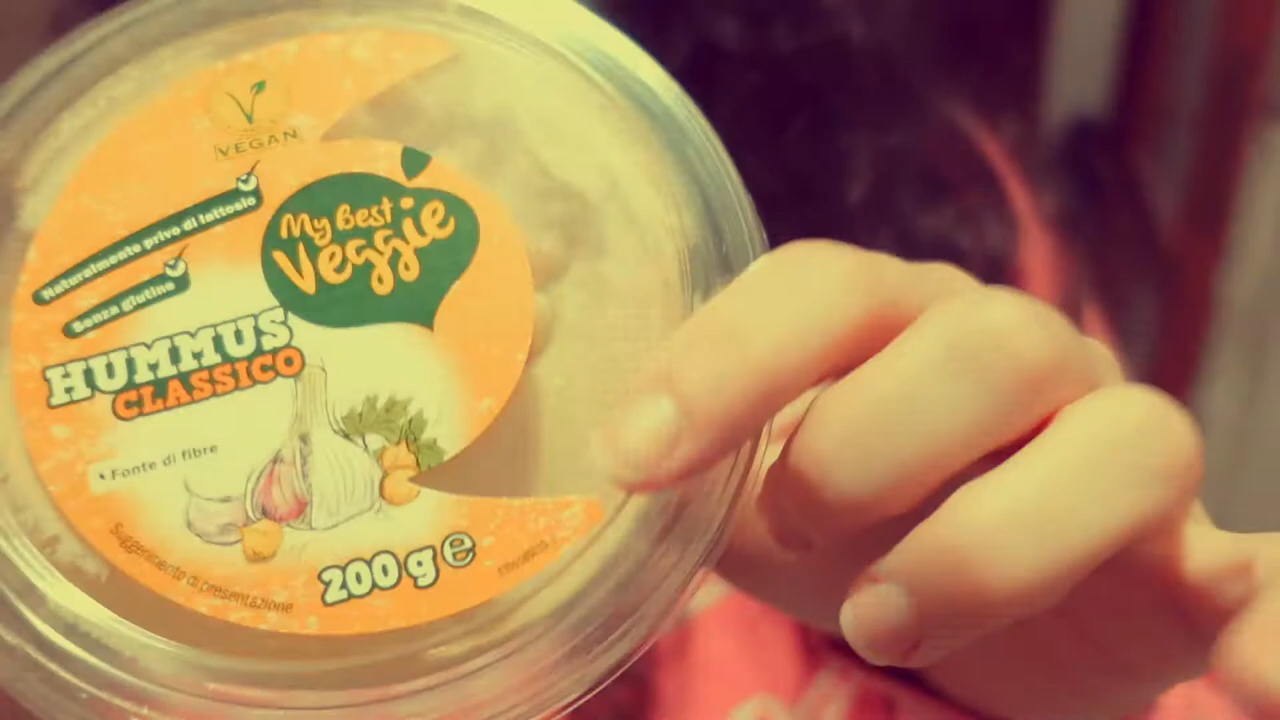 VEGAN
My Best
Veggie
Naturalmente privo di lattosio
Senza glutine
HUMMUS
CLASSICO
Fonte di fibre
Suggerimento di presentazione
200 g e